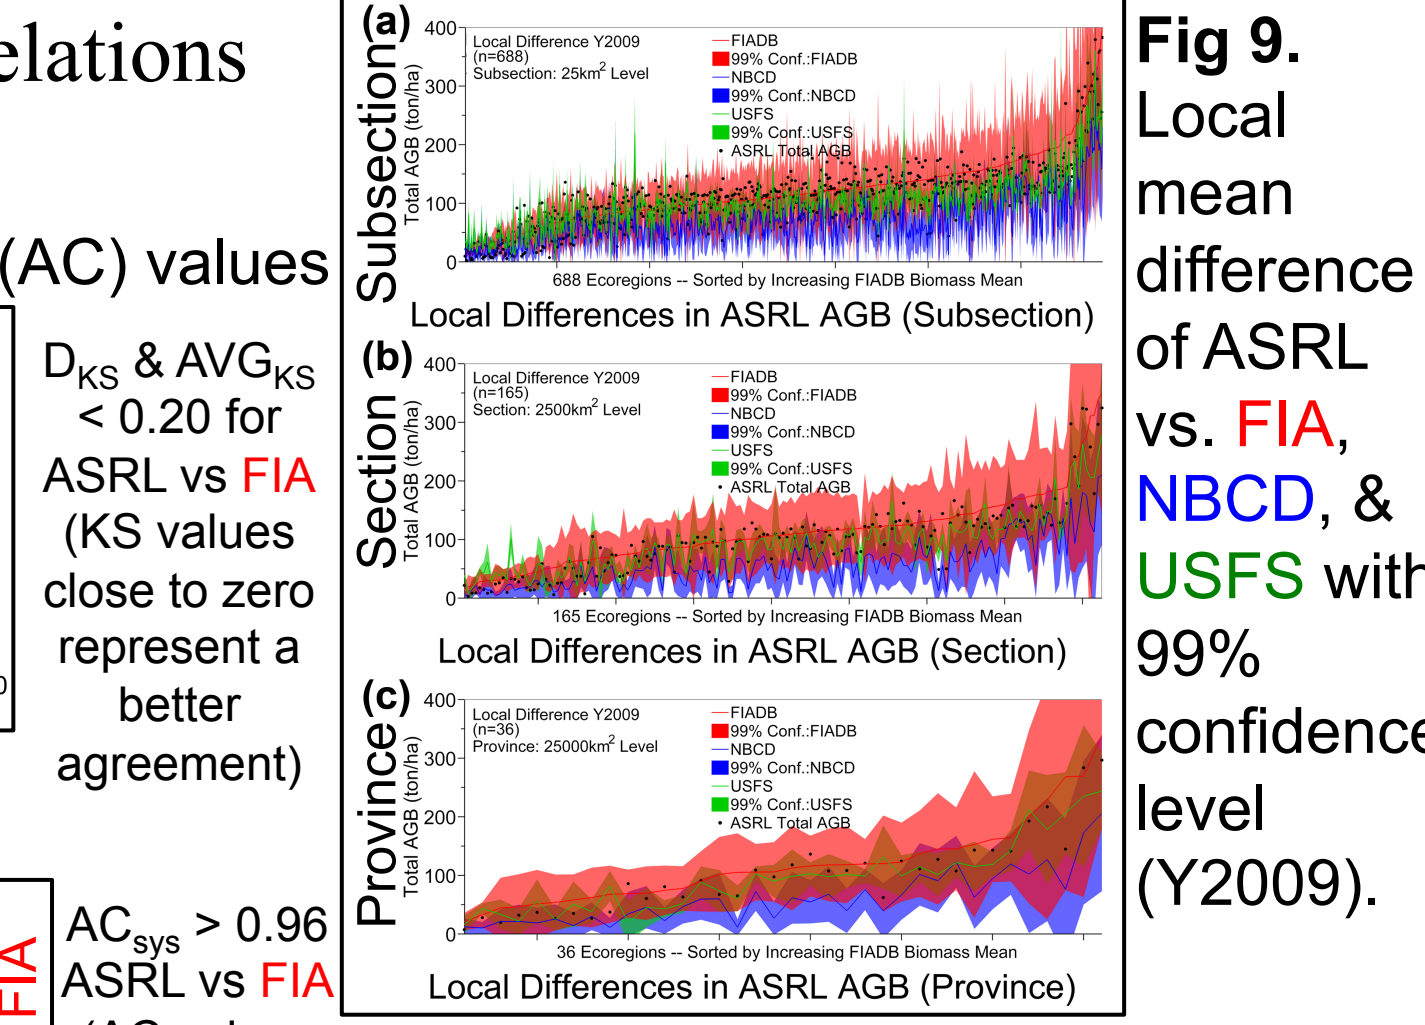 elations
(AC) values
D_KS & AVG_KS
< 0.20 for
ASRL vs FIA
(KS values
close to zero
represent a
better
agreement)
AC_sys > 0.96
ASRL vs FIA
FIA
(a)
Subsection
Total AGB (ton/ha)
400
300
200
100
0
Local Difference Y2009
(n=688)
Subsection: 25km² Level
FIADB
99% Conf.:FIADB
NBCD
99% Conf.:NBCD
USFS
99% Conf.:USFS
ASRL Total AGB
688 Ecoregions -- Sorted by Increasing FIADB Biomass Mean
Local Differences in ASRL AGB (Subsection)
(b)
Section
Total AGB (ton/ha)
400
300
200
100
0
Local Difference Y2009
(n=165)
Section: 2500km² Level
FIADB
99% Conf.:FIADB
NBCD
99% Conf.:NBCD
USFS
99% Conf.:USFS
ASRL Total AGB
165 Ecoregions -- Sorted by Increasing FIADB Biomass Mean
Local Differences in ASRL AGB (Section)
(c)
Province
Total AGB (ton/ha)
400
300
200
100
0
Local Difference Y2009
(n=36)
Province: 25000km² Level
FIADB
99% Conf.:FIADB
NBCD
99% Conf.:NBCD
USFS
99% Conf.:USFS
ASRL Total AGB
36 Ecoregions -- Sorted by Increasing FIADB Biomass Mean
Local Differences in ASRL AGB (Province)
Fig 9.
Local
mean
difference
of ASRL
vs. FIA,
NBCD, &
USFS with
99%
confidence
level
(Y2009).